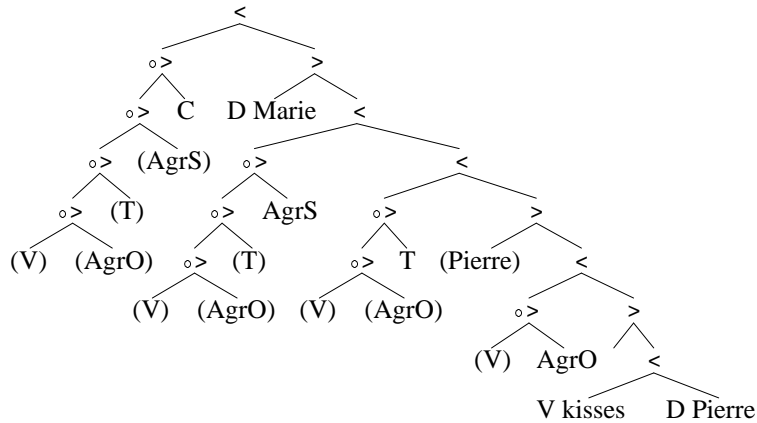 <
∘> >
∘> C D Marie <
∘> (AgrS) ∘> <
∘> (T) ∘> AgrS ∘> >
(V) (AgrO) ∘> (T) ∘> T (Pierre) <
(V) (AgrO) (V) (AgrO) ∘> >
(V) AgrO <
V kisses D Pierre